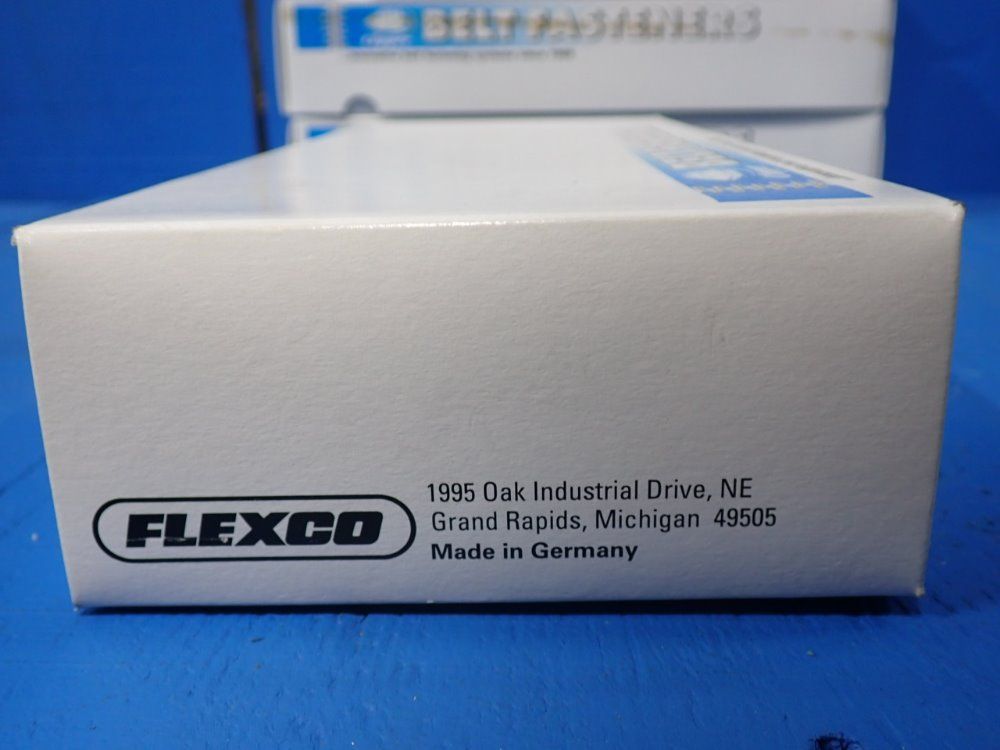 BELT FASTENERS
FLEXCO
1995 Oak Industrial Drive, NE
Grand Rapids, Michigan 49505
Made in Germany